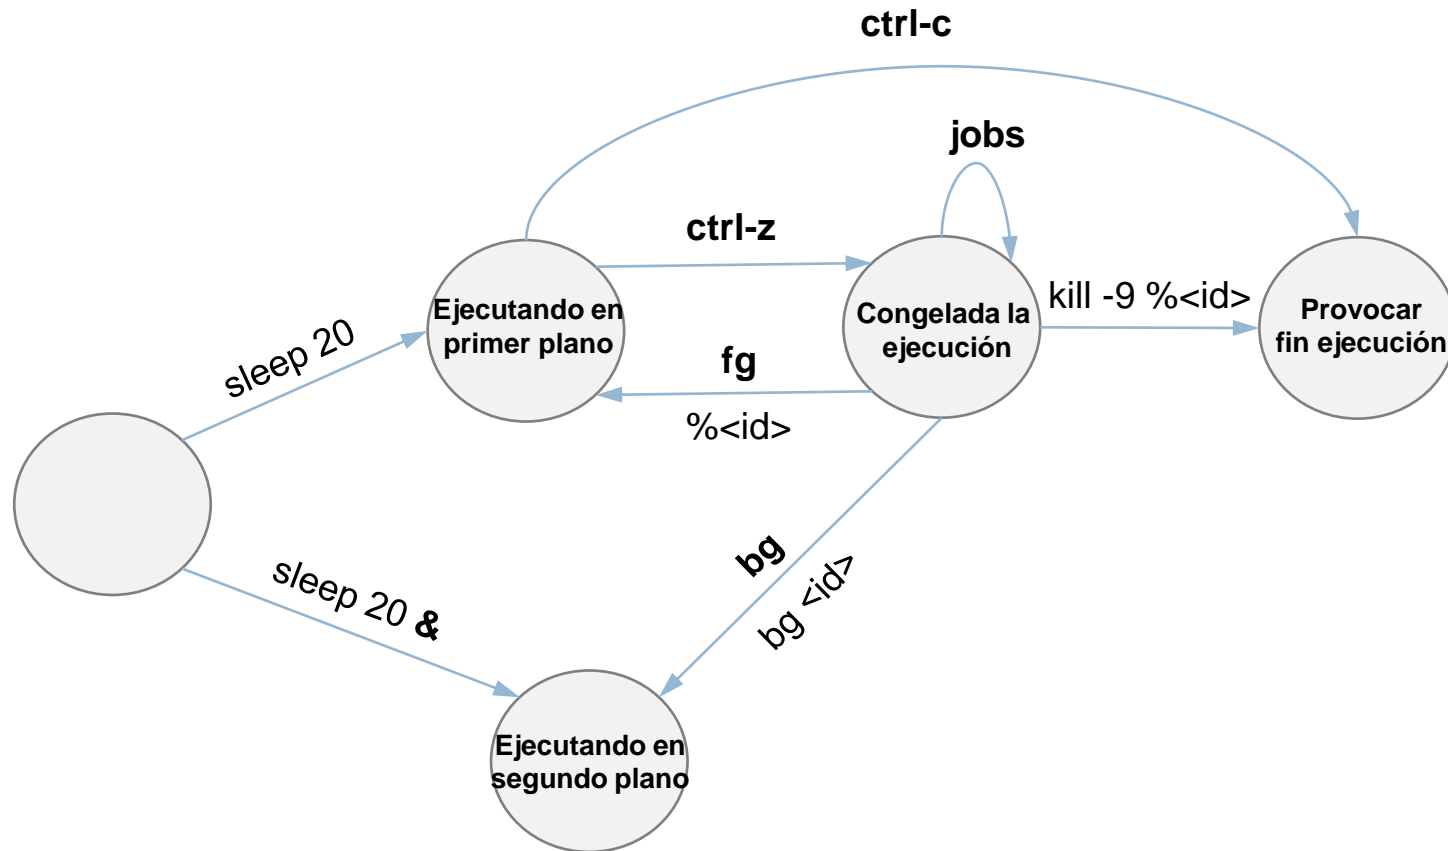 ctrl-c
jobs
ctrl-z
Ejecutando en
primer plano
Congelada la
ejecución
kill -9 %<id>
Provocar
fin ejecución
sleep 20
fg
%<id>
sleep 20 &
bg
bg <id>
Ejecutando en
segundo plano